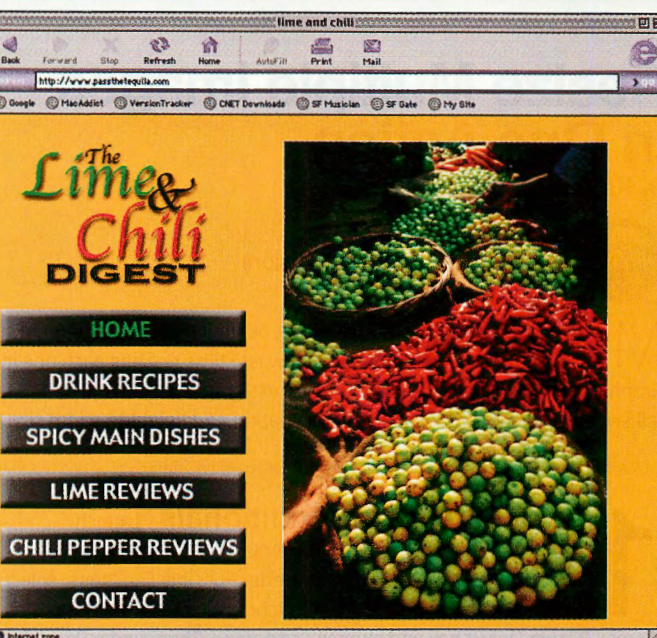 lime and chili
Back Forward Stop Refresh Home AutoFill Print Mail
http://www.passthetequila.com
Google MacAddict VersionTracker CNET Downloads SF Musician SF Gate My Site
The
Lime &
Chili
DIGEST
HOME
DRINK RECIPES
SPICY MAIN DISHES
LIME REVIEWS
CHILI PEPPER REVIEWS
CONTACT
Internet zone